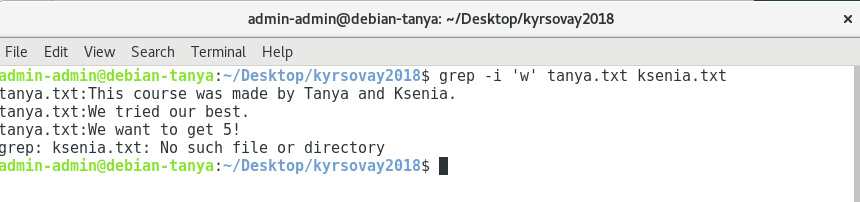 admin-admin@debian-tanya: ~/Desktop/kyrsovay2018
File Edit View Search Terminal Help
admin-admin@debian-tanya:~/Desktop/kyrsovay2018$ grep -i 'w' tanya.txt ksenia.txt
tanya.txt:This course was made by Tanya and Ksenia.
tanya.txt:We tried our best.
tanya.txt:We want to get 5!
grep: ksenia.txt: No such file or directory
admin-admin@debian-tanya:~/Desktop/kyrsovay2018$